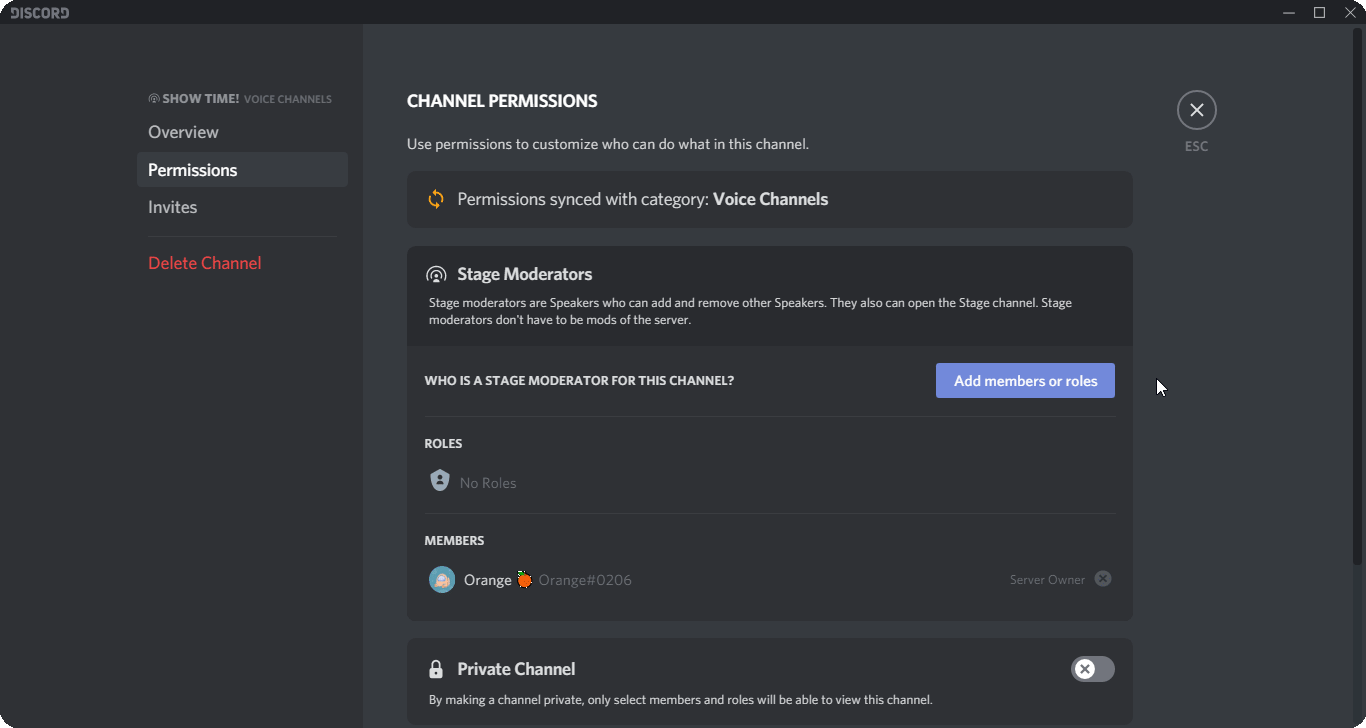 DISCORD
SHOW TIME! VOICE CHANNELS
Overview
Permissions
Invites
Delete Channel
CHANNEL PERMISSIONS
ESC
Use permissions to customize who can do what in this channel.
Permissions synced with category: Voice Channels
Stage Moderators
Stage moderators are Speakers who can add and remove other Speakers. They also can open the Stage channel. Stage
moderators don't have to be mods of the server.
WHO IS A STAGE MODERATOR FOR THIS CHANNEL?
Add members or roles
ROLES
No Roles
MEMBERS
Orange Orange#0206
Server Owner
Private Channel
By making a channel private, only select members and roles will be able to view this channel.